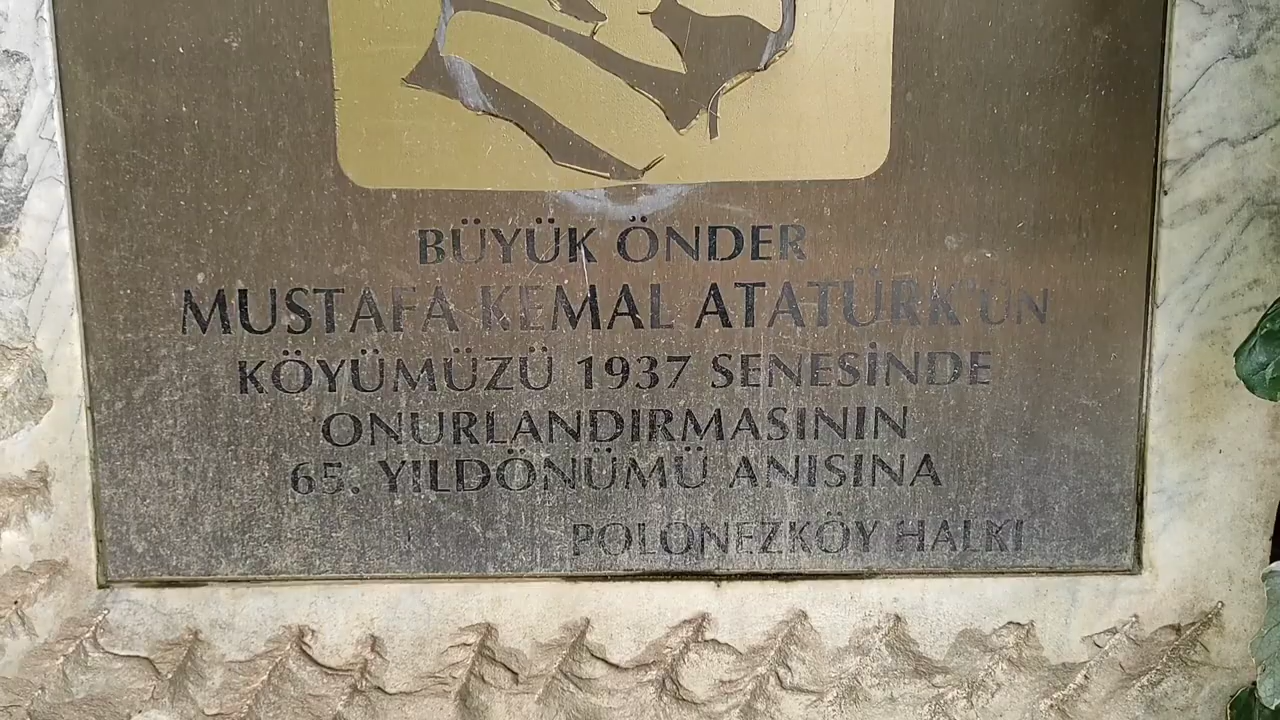 BÜYÜK ÖNDER
MUSTAFA KEMAL ATATÜRK'ÜN
KÖYÜMÜZÜ 1937 SENESİNDE
ONURLANDIRMASININ
65. YILDÖNÜMÜ ANISINA
POLONEZKÖY HALKI